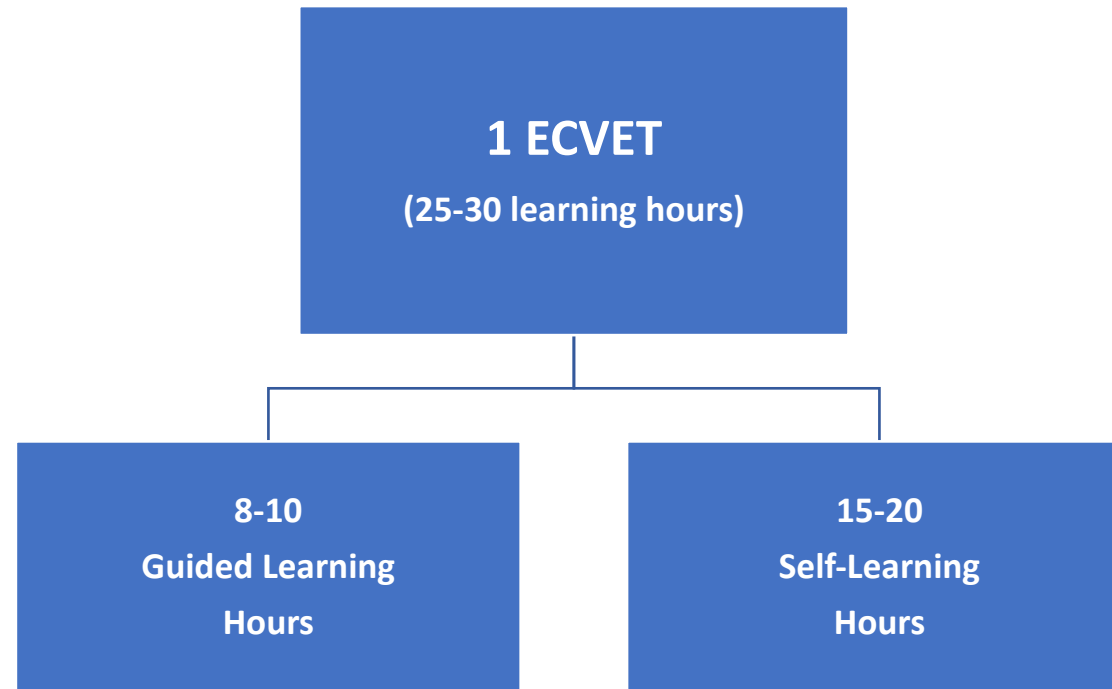 1 ECVET
(25-30 learning hours)
8-10
Guided Learning
Hours
15-20
Self-Learning
Hours